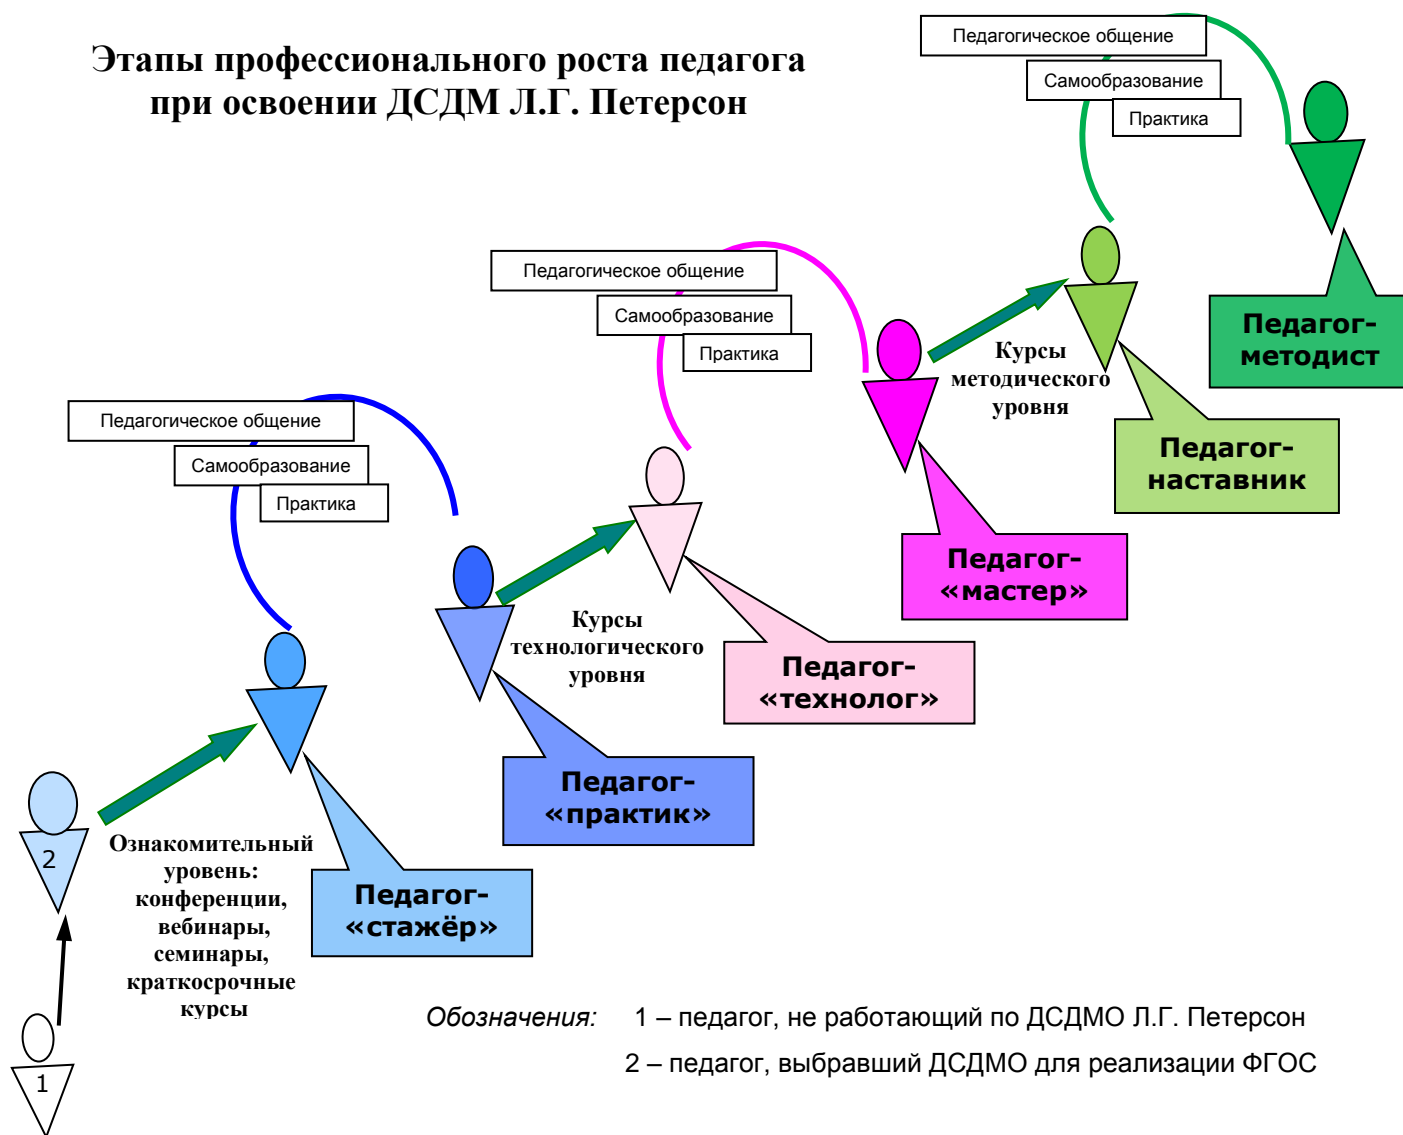 Этапы профессионального роста педагога
при освоении ДСДМ Л.Г. Петерсон
Педагогическое общение
Самообразование
Практика
Педагог-
методист
Педагогическое общение
Самообразование
Практика
Курсы
методического
уровня
Педагог-
наставник
Педагогическое общение
Самообразование
Практика
Педагог-
«мастер»
Курсы
технологического
уровня
Педагог-
«технолог»
Педагог-
«практик»
2
Ознакомительный
уровень:
конференции,
вебинары,
семинары,
краткосрочные
курсы
Педагог-
«стажёр»
1
Обозначения: 1 – педагог, не работающий по ДСДМО Л.Г. Петерсон
2 – педагог, выбравший ДСДМО для реализации ФГОС